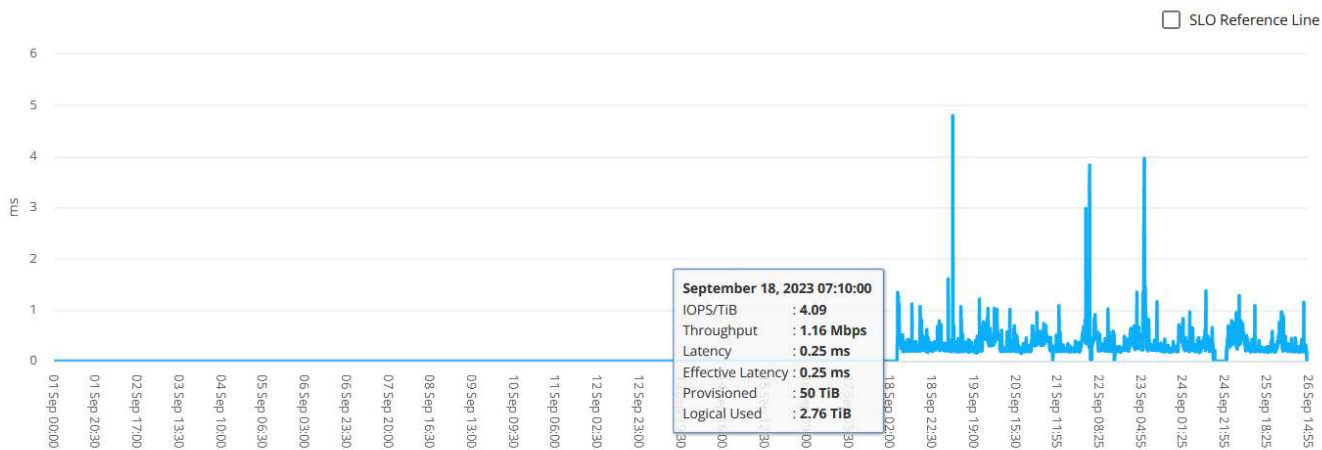 SLO Reference Line
6
5
4
3
2
1
0
ms
September 18, 2023 07:10:00
IOPS/TiB : 4.09
Throughput : 1.16 Mbps
Latency : 0.25 ms
Effective Latency : 0.25 ms
Provisioned : 50 TiB
Logical Used : 2.76 TiB
01 Sep 00:00
01 Sep 20:30
02 Sep 17:00
03 Sep 13:30
04 Sep 10:00
05 Sep 06:30
06 Sep 03:00
06 Sep 23:30
07 Sep 20:00
08 Sep 16:30
09 Sep 13:00
10 Sep 09:30
11 Sep 06:00
12 Sep 02:30
12 Sep 23:00
18 Sep 02:00
18 Sep 22:30
19 Sep 19:00
20 Sep 15:30
21 Sep 11:55
22 Sep 08:25
23 Sep 04:55
24 Sep 01:25
24 Sep 21:55
25 Sep 18:25
26 Sep 14:55